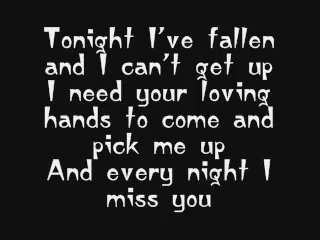 Tonight I've fallen
and I can't get up
I need your loving
hands to come and
pick me up
And every night I
miss you